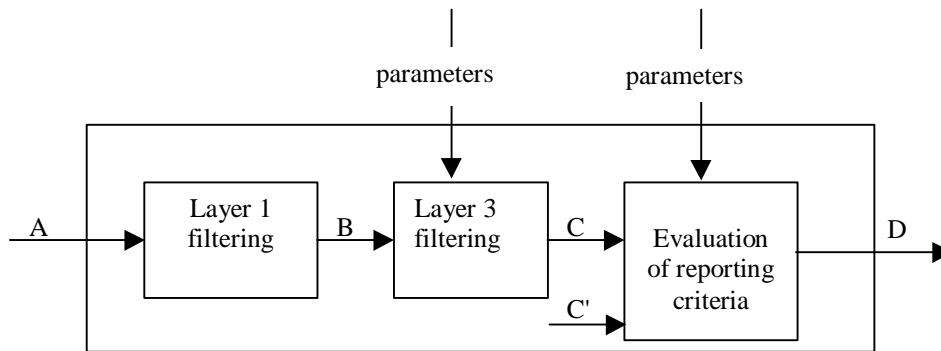 parameters
parameters
A
Layer 1
filtering
B
Layer 3
filtering
C
C'
Evaluation
of reporting
criteria
D